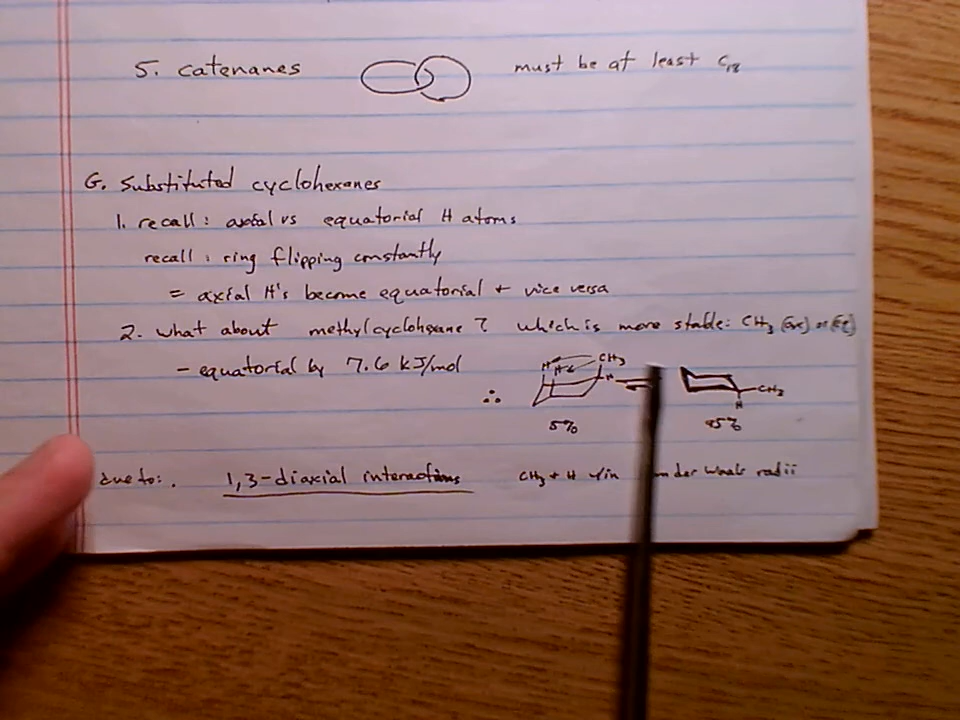 5. catenanes must be at least C18
G. Substituted cyclohexanes
1. recall: axial vs equatorial H atoms
recall: ring flipping constantly
= axial H's become equatorial + vice versa
2. What about methylcyclohexane? which is more stable: CH3 (ax) or (Eq)
- equatorial by 7.6 kJ/mol
∴ H H CH3 H CH3 H
5% 95%
due to: 1,3-diaxial interactions CH3 + H w/in der Waals radii